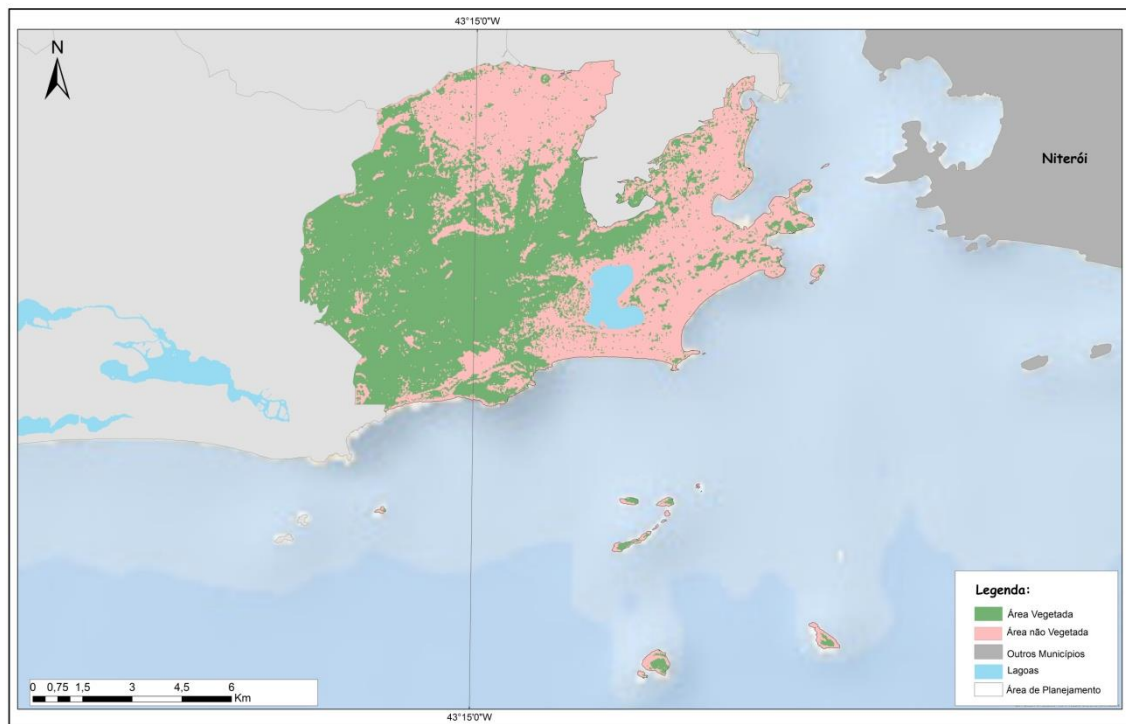 43°15'0"W
N
Niterói
Legenda:
Área Vegetada
Área não Vegetada
Outros Municípios
Lagoas
Área de Planejamento
0 0,75 1,5 3 4,5 6
Km
43°15'0"W